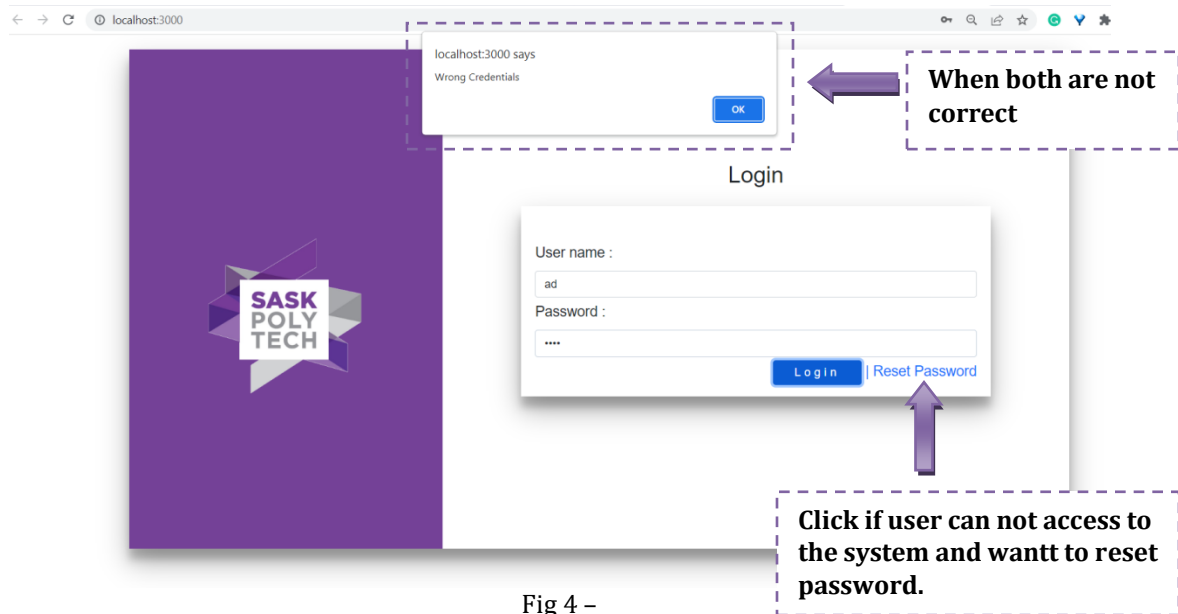 localhost:3000
localhost:3000 says
Wrong Credentials
OK
When both are not
correct
Login
SASK
POLY
TECH
User name :
ad
Password :
••••
Login | Reset Password
Click if user can not access to
the system and wantt to reset
password.
Fig 4 –